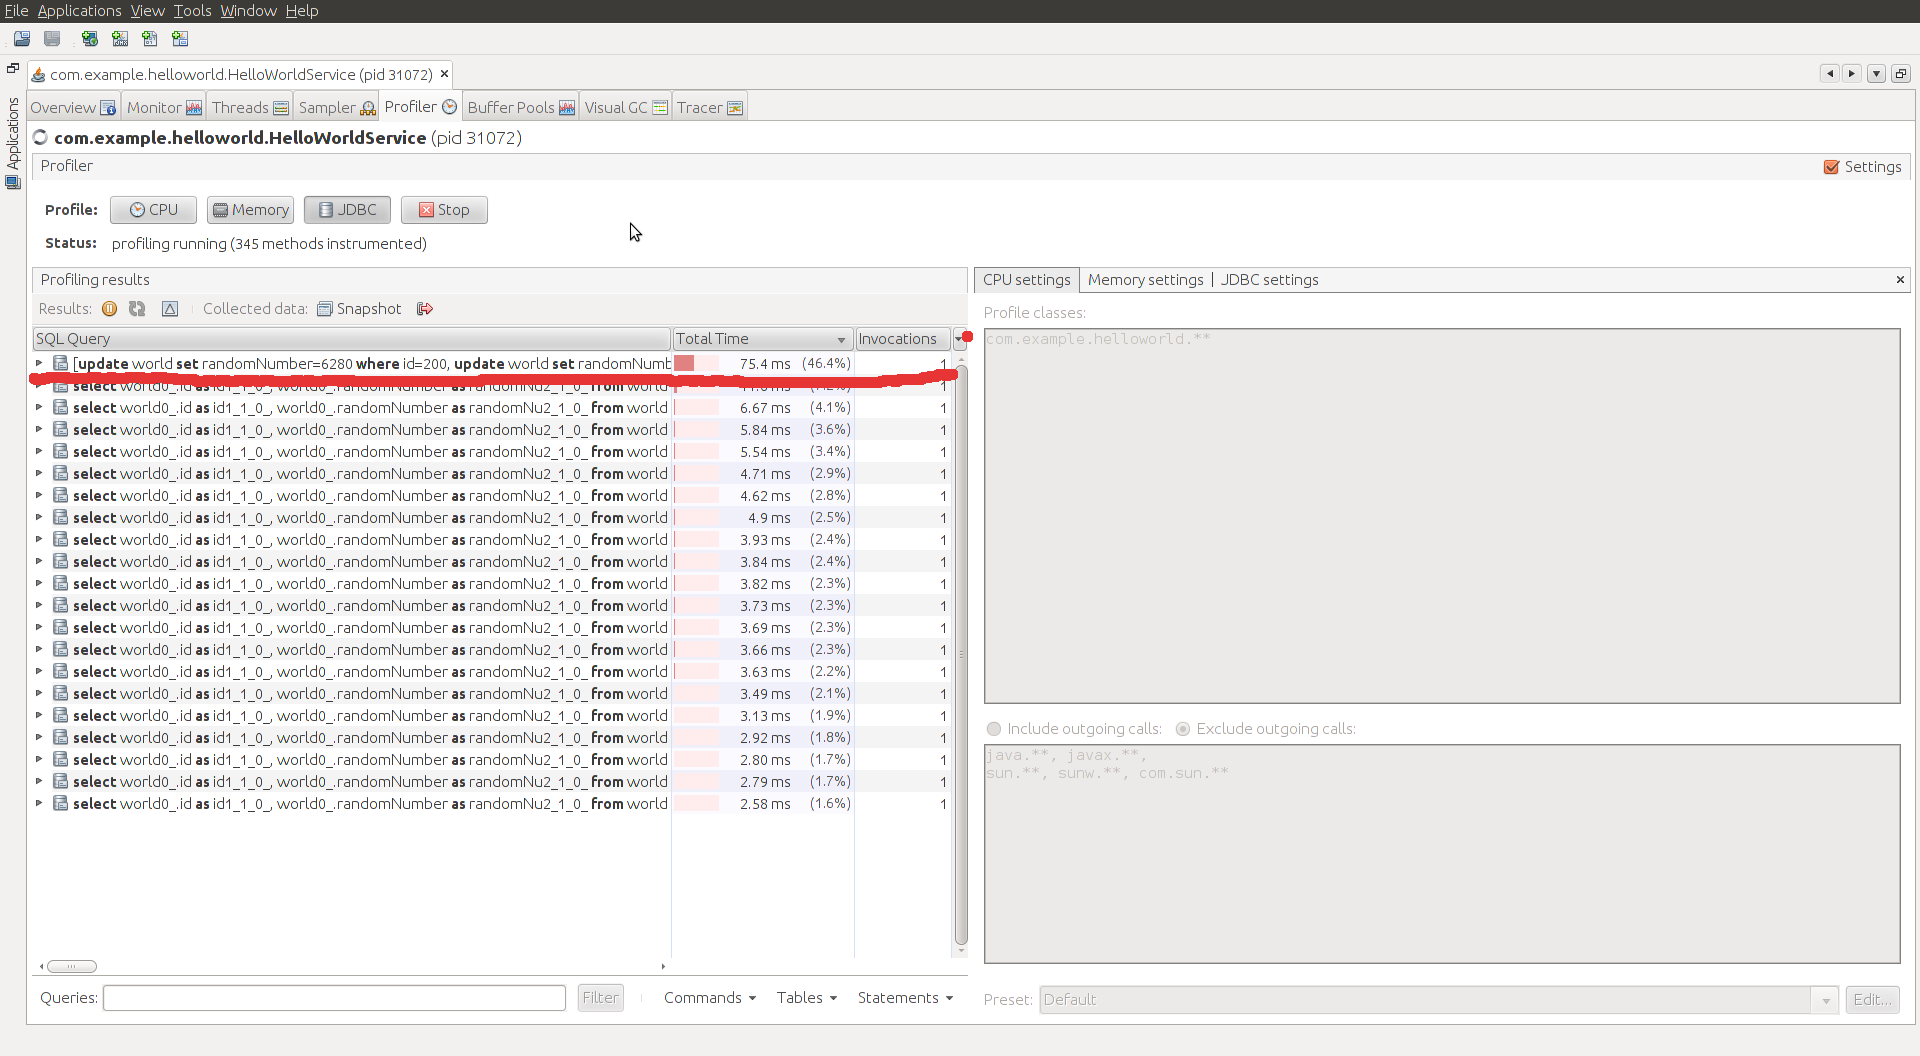 File Applications View Tools Window Help
com.example.helloworld.HelloWorldService (pid 31072)
Applications
Overview Monitor Threads Sampler Profiler Buffer Pools Visual GC Tracer
com.example.helloworld.HelloWorldService (pid 31072)
Profiler Settings
Profile: CPU Memory JDBC Stop
Status: profiling running (345 methods instrumented)
Profiling results
Results: Collected data: Snapshot
SQL Query Total Time Invocations
[update world set randomNumber=6280 where id=200, update world set randomNumb 75.4 ms (46.4%) 1
select world0_.id as id1_1_0_, world0_.randomNumber as randomNu2_1_0_ from world 1
select world0_.id as id1_1_0_, world0_.randomNumber as randomNu2_1_0_ from world 6.67 ms (4.1%) 1
select world0_.id as id1_1_0_, world0_.randomNumber as randomNu2_1_0_ from world 5.84 ms (3.6%) 1
select world0_.id as id1_1_0_, world0_.randomNumber as randomNu2_1_0_ from world 5.54 ms (3.4%) 1
select world0_.id as id1_1_0_, world0_.randomNumber as randomNu2_1_0_ from world 4.71 ms (2.9%) 1
select world0_.id as id1_1_0_, world0_.randomNumber as randomNu2_1_0_ from world 4.62 ms (2.8%) 1
select world0_.id as id1_1_0_, world0_.randomNumber as randomNu2_1_0_ from world 4.9 ms (2.5%) 1
select world0_.id as id1_1_0_, world0_.randomNumber as randomNu2_1_0_ from world 3.93 ms (2.4%) 1
select world0_.id as id1_1_0_, world0_.randomNumber as randomNu2_1_0_ from world 3.84 ms (2.4%) 1
select world0_.id as id1_1_0_, world0_.randomNumber as randomNu2_1_0_ from world 3.82 ms (2.3%) 1
select world0_.id as id1_1_0_, world0_.randomNumber as randomNu2_1_0_ from world 3.73 ms (2.3%) 1
select world0_.id as id1_1_0_, world0_.randomNumber as randomNu2_1_0_ from world 3.69 ms (2.3%) 1
select world0_.id as id1_1_0_, world0_.randomNumber as randomNu2_1_0_ from world 3.66 ms (2.3%) 1
select world0_.id as id1_1_0_, world0_.randomNumber as randomNu2_1_0_ from world 3.63 ms (2.2%) 1
select world0_.id as id1_1_0_, world0_.randomNumber as randomNu2_1_0_ from world 3.49 ms (2.1%) 1
select world0_.id as id1_1_0_, world0_.randomNumber as randomNu2_1_0_ from world 3.13 ms (1.9%) 1
select world0_.id as id1_1_0_, world0_.randomNumber as randomNu2_1_0_ from world 2.92 ms (1.8%) 1
select world0_.id as id1_1_0_, world0_.randomNumber as randomNu2_1_0_ from world 2.80 ms (1.7%) 1
select world0_.id as id1_1_0_, world0_.randomNumber as randomNu2_1_0_ from world 2.79 ms (1.7%) 1
select world0_.id as id1_1_0_, world0_.randomNumber as randomNu2_1_0_ from world 2.58 ms (1.6%) 1
Queries: Filter Commands Tables Statements
CPU settings Memory settings JDBC settings
Profile classes:
com.example.helloworld.**
Include outgoing calls: Exclude outgoing calls:
java.**, javax.**,
sun.**, sunw.**, com.sun.**
Preset: Default Edit...